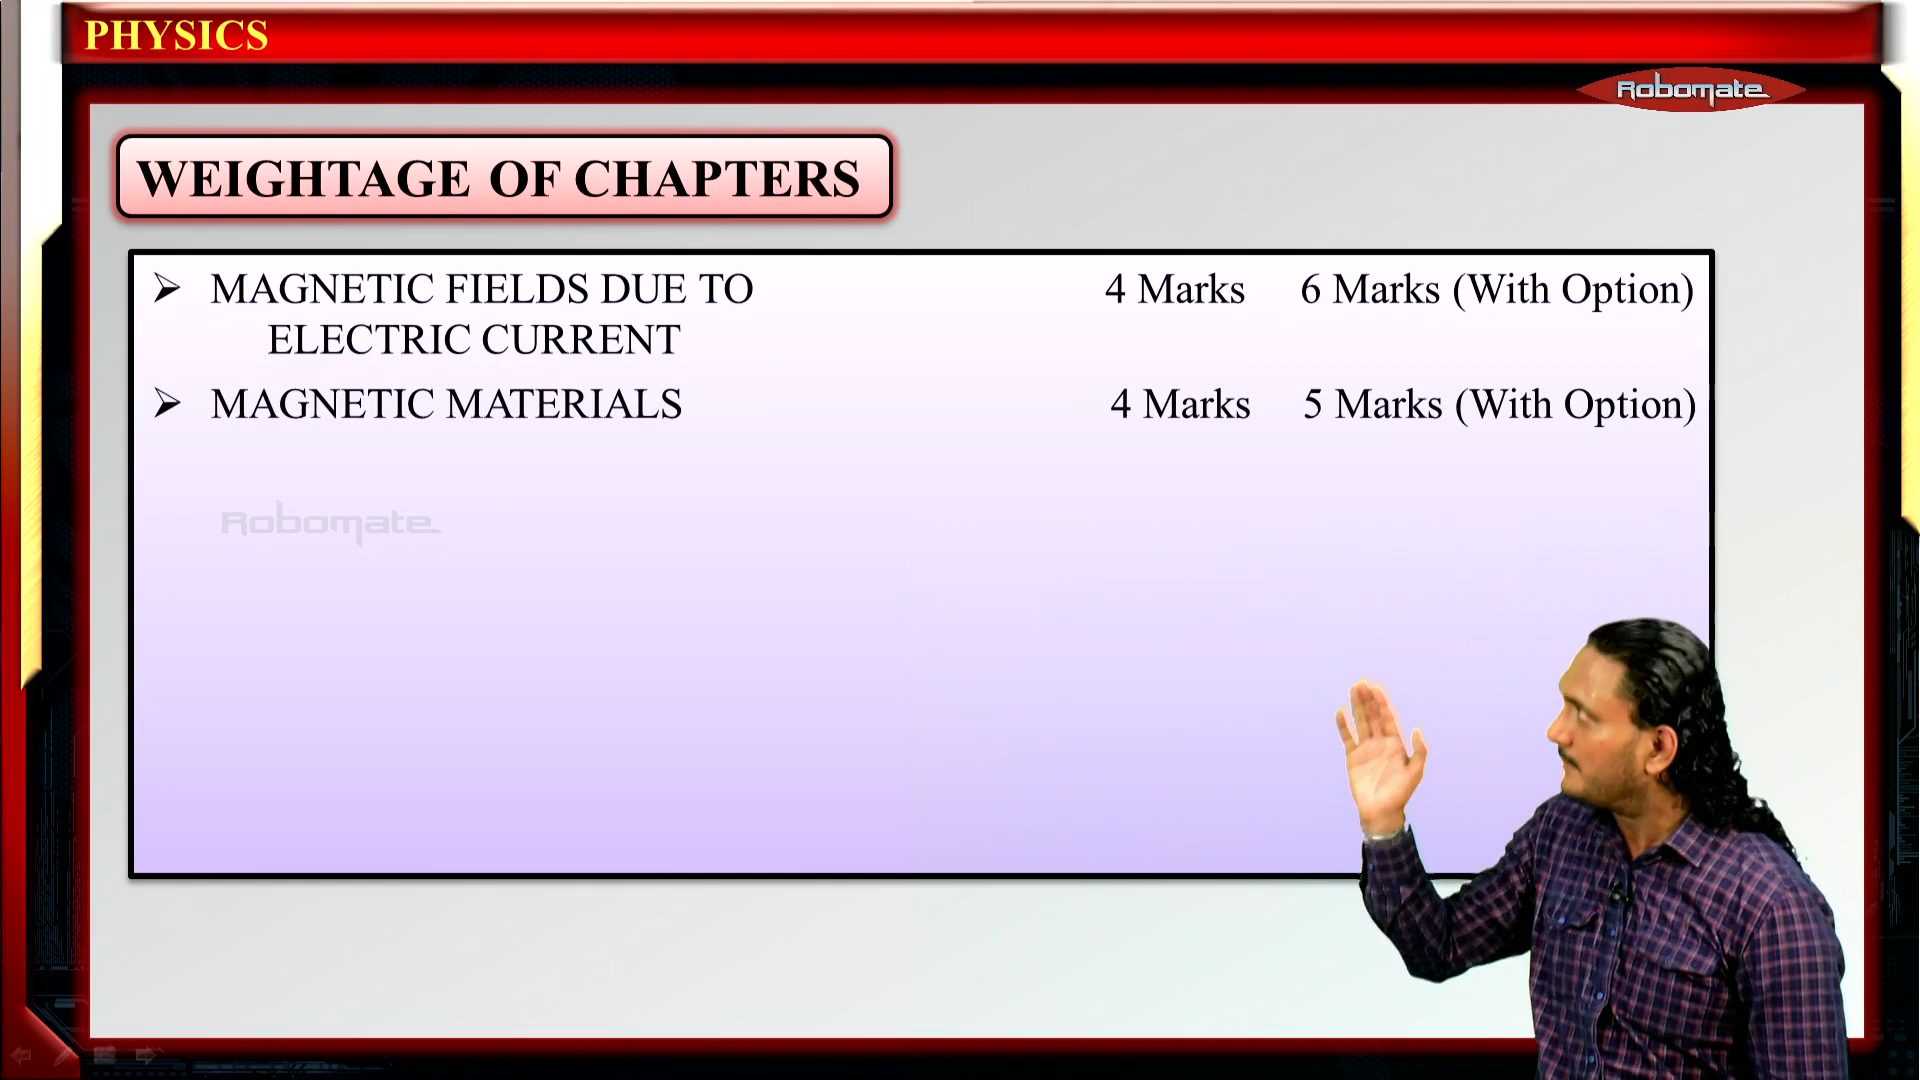 PHYSICS
Robomate
WEIGHTAGE OF CHAPTERS
➢ MAGNETIC FIELDS DUE TO 4 Marks 6 Marks (With Option)
ELECTRIC CURRENT
➢ MAGNETIC MATERIALS 4 Marks 5 Marks (With Option)
Robomate